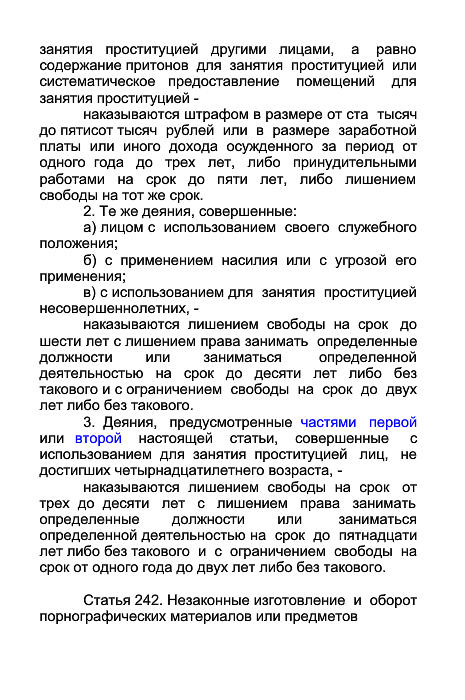 занятия проституцией другими лицами, а равно
содержание притонов для занятия проституцией или
систематическое предоставление помещений для
занятия проституцией -
наказываются штрафом в размере от ста тысяч
до пятисот тысяч рублей или в размере заработной
платы или иного дохода осужденного за период от
одного года до трех лет, либо принудительными
работами на срок до пяти лет, либо лишением
свободы на тот же срок.
2. Те же деяния, совершенные:
а) лицом с использованием своего служебного
положения;
б) с применением насилия или с угрозой его
применения;
в) с использованием для занятия проституцией
несовершеннолетних, -
наказываются лишением свободы на срок до
шести лет с лишением права занимать определенные
должности или заниматься определенной
деятельностью на срок до десяти лет либо без
такового и с ограничением свободы на срок до двух
лет либо без такового.
3. Деяния, предусмотренные частями первой
или второй настоящей статьи, совершенные с
использованием для занятия проституцией лиц, не
достигших четырнадцатилетнего возраста, -
наказываются лишением свободы на срок от
трех до десяти лет с лишением права занимать
определенные должности или заниматься
определенной деятельностью на срок до пятнадцати
лет либо без такового и с ограничением свободы на
срок от одного года до двух лет либо без такового.
Статья 242. Незаконные изготовление и оборот
порнографических материалов или предметов